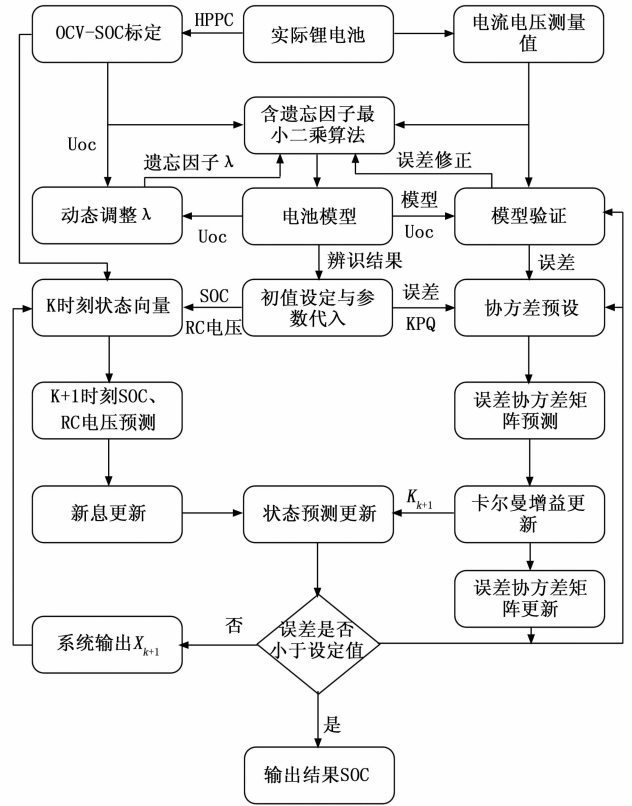 OCV-SOC标定
HPPC
实际锂电池
电流电压测量
值
含遗忘因子最
小二乘算法
Uoc
遗忘因子λ
误差修正
动态调整λ
Uoc
电池模型
模型
Uoc
模型验证
辨识结果
误差
K时刻状态向量
SOC
RC电压
初值设定与参
数代入
误差
KPQ
协方差预设
K+1时刻SOC、
RC电压预测
误差协方差矩
阵预测
新息更新
状态预测更新
Kk+1
卡尔曼增益更
新
误差协方差矩
阵更新
系统输出Xk+1
否
误差是否
小于设定值
是
输出结果SOC